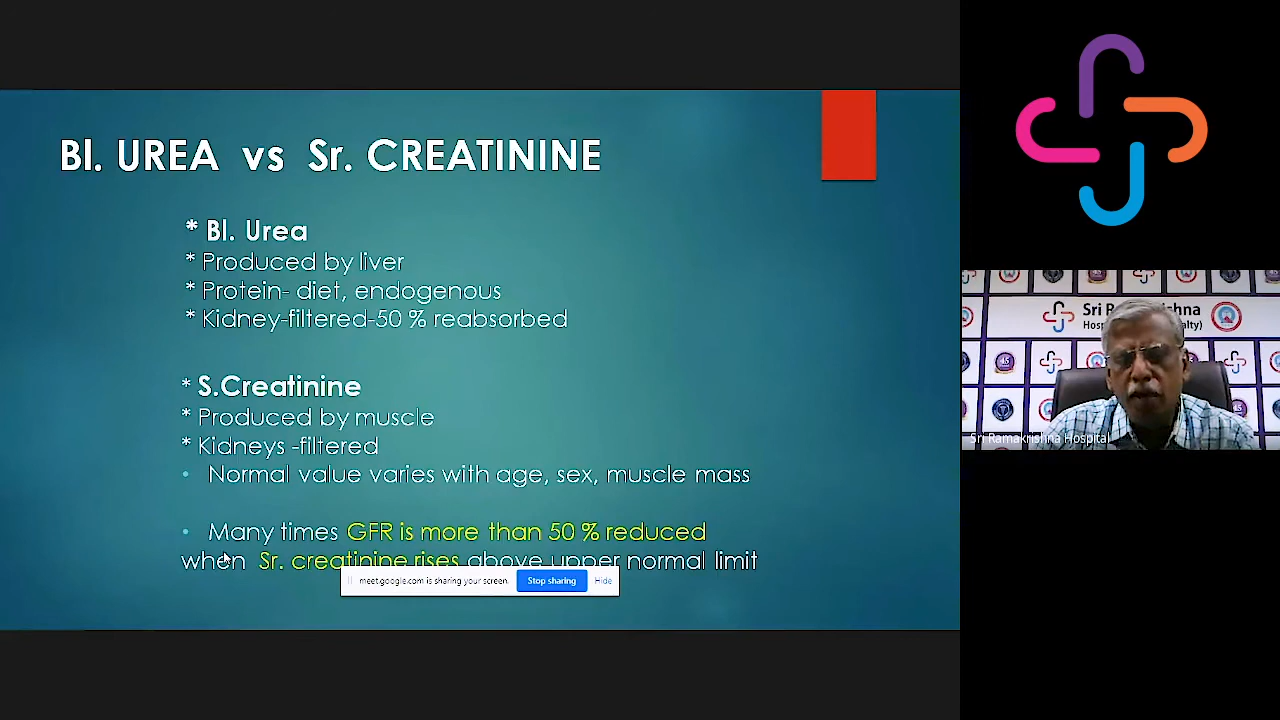 Bl. UREA vs Sr. CREATININE
* Bl. Urea
* Produced by liver
* Protein- diet, endogenous
* Kidney-filtered-50 % reabsorbed
* S.Creatinine
* Produced by muscle
* Kidneys -filtered
• Normal value varies with age, sex, muscle mass
• Many times GFR is more than 50 % reduced
when Sr. creatinine rises above upper normal limit
meet.google.com is sharing your screen.
Stop sharing
Hide
Sri Ramakrishna Hospital